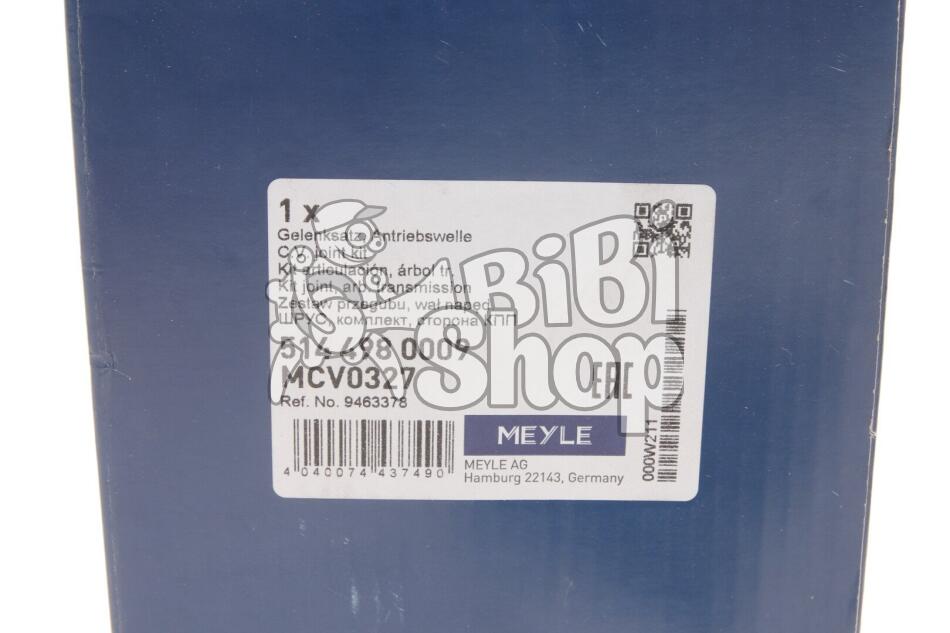 1 x
Gelenksatz, Antriebswelle
C.V. joint kit
Kit articulación, árbol tr.
Kit joint, arb. transmission
Zestaw przegubu, wał napęd.
ШРУС, комплект, сторона КПП
514 498 0009
MCV0327
Ref. No. 9463378
4 040074 437490
MEYLE
MEYLE AG
Hamburg 22143, Germany
EAC
000W211
BiBi
Shop